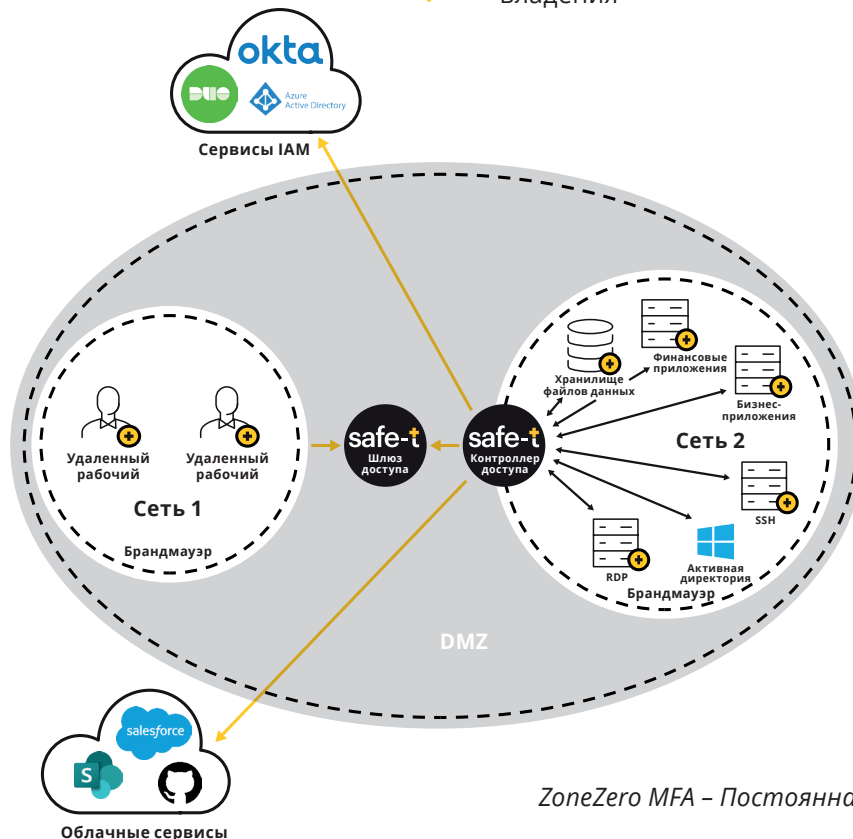 владения
okta
DUO
Azure
Active Directory
Сервисы IAM
Удаленный
рабочий
Удаленный
рабочий
Сеть 1
Брандмауэр
safe-t
Шлюз
доступа
safe-t
Контроллер
доступа
Хранилище
файлов данных
Финансовые
приложения
Бизнес-
приложения
Сеть 2
SSH
Активная
директория
RDP
Брандмауэр
DMZ
salesforce
S
Облачные сервисы
ZoneZero MFA – Постоянна